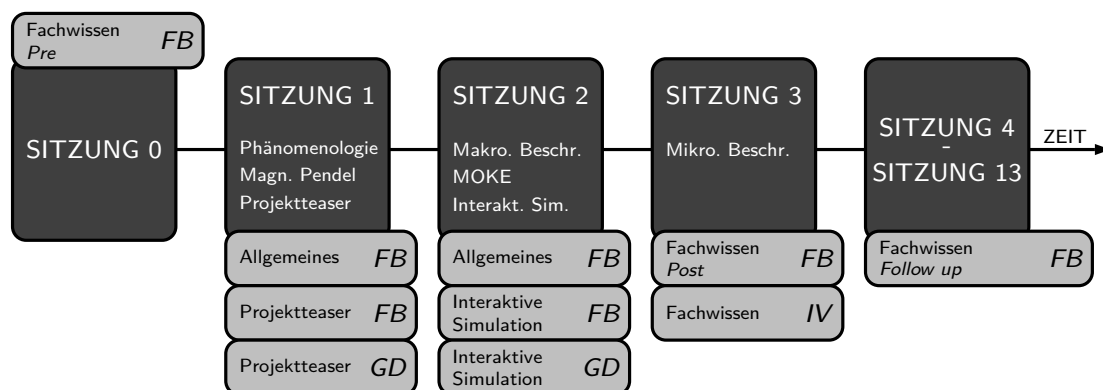 Fachwissen
Pre FB
SITZUNG 0
SITZUNG 1
Phänomenologie
Magn. Pendel
Projektteaser
Allgemeines FB
Projektteaser FB
Projektteaser GD
SITZUNG 2
Makro. Beschr.
MOKE
Interakt. Sim.
Allgemeines FB
Interaktive
Simulation FB
Interaktive
Simulation GD
SITZUNG 3
Mikro. Beschr.
Fachwissen
Post FB
Fachwissen IV
SITZUNG 4
-
SITZUNG 13
Fachwissen
Follow up FB
ZEIT